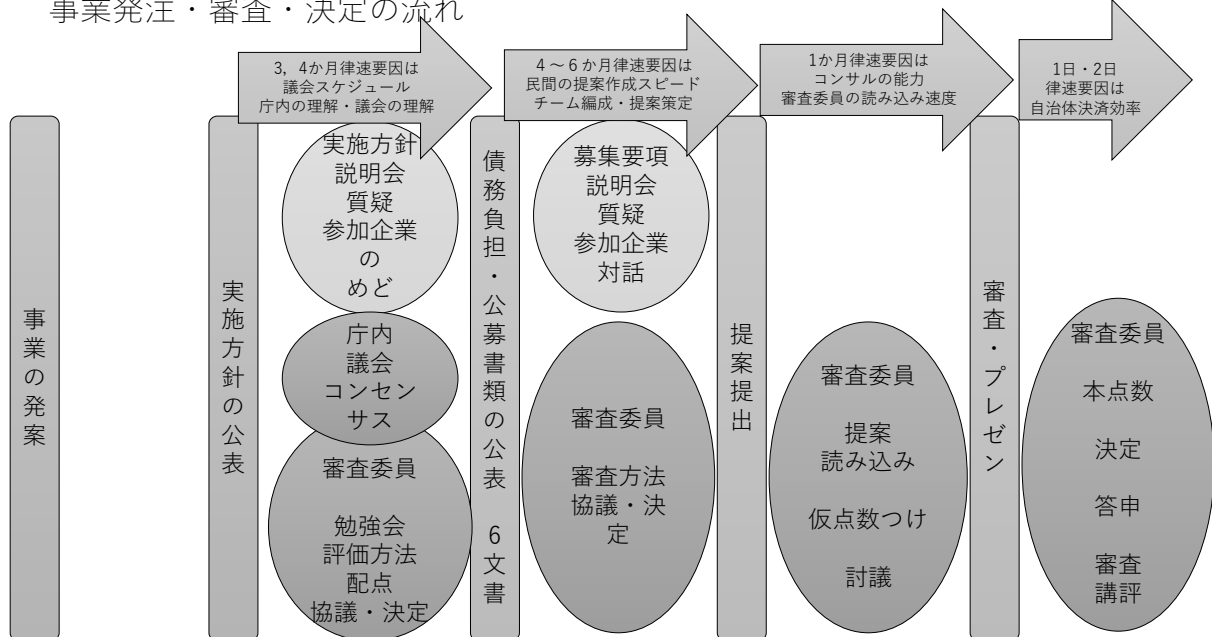 事業発注・審査・決定の流れ
3，4か月律速要因は
議会スケジュール
庁内の理解・議会の理解
４～６か月律速要因は
民間の提案作成スピード
チーム編成・提案策定
1か月律速要因は
コンサルの能力
審査委員の読み込み速度
1日・2日
律速要因は
自治体決済効率
事業の発案
実施方針の公表
実施方針
説明会
質疑
参加企業
の
めど
庁内
議会
コンセン
サス
審査委員
勉強会
評価方法
配点
協議・決定
債務負担・公募書類の公表　6文書
募集要項
説明会
質疑
参加企業
対話
審査委員
審査方法
協議・決
定
提案提出
審査委員
提案
読み込み
仮点数つけ
討議
審査・プレゼン
審査委員
本点数
決定
答申
審査
講評